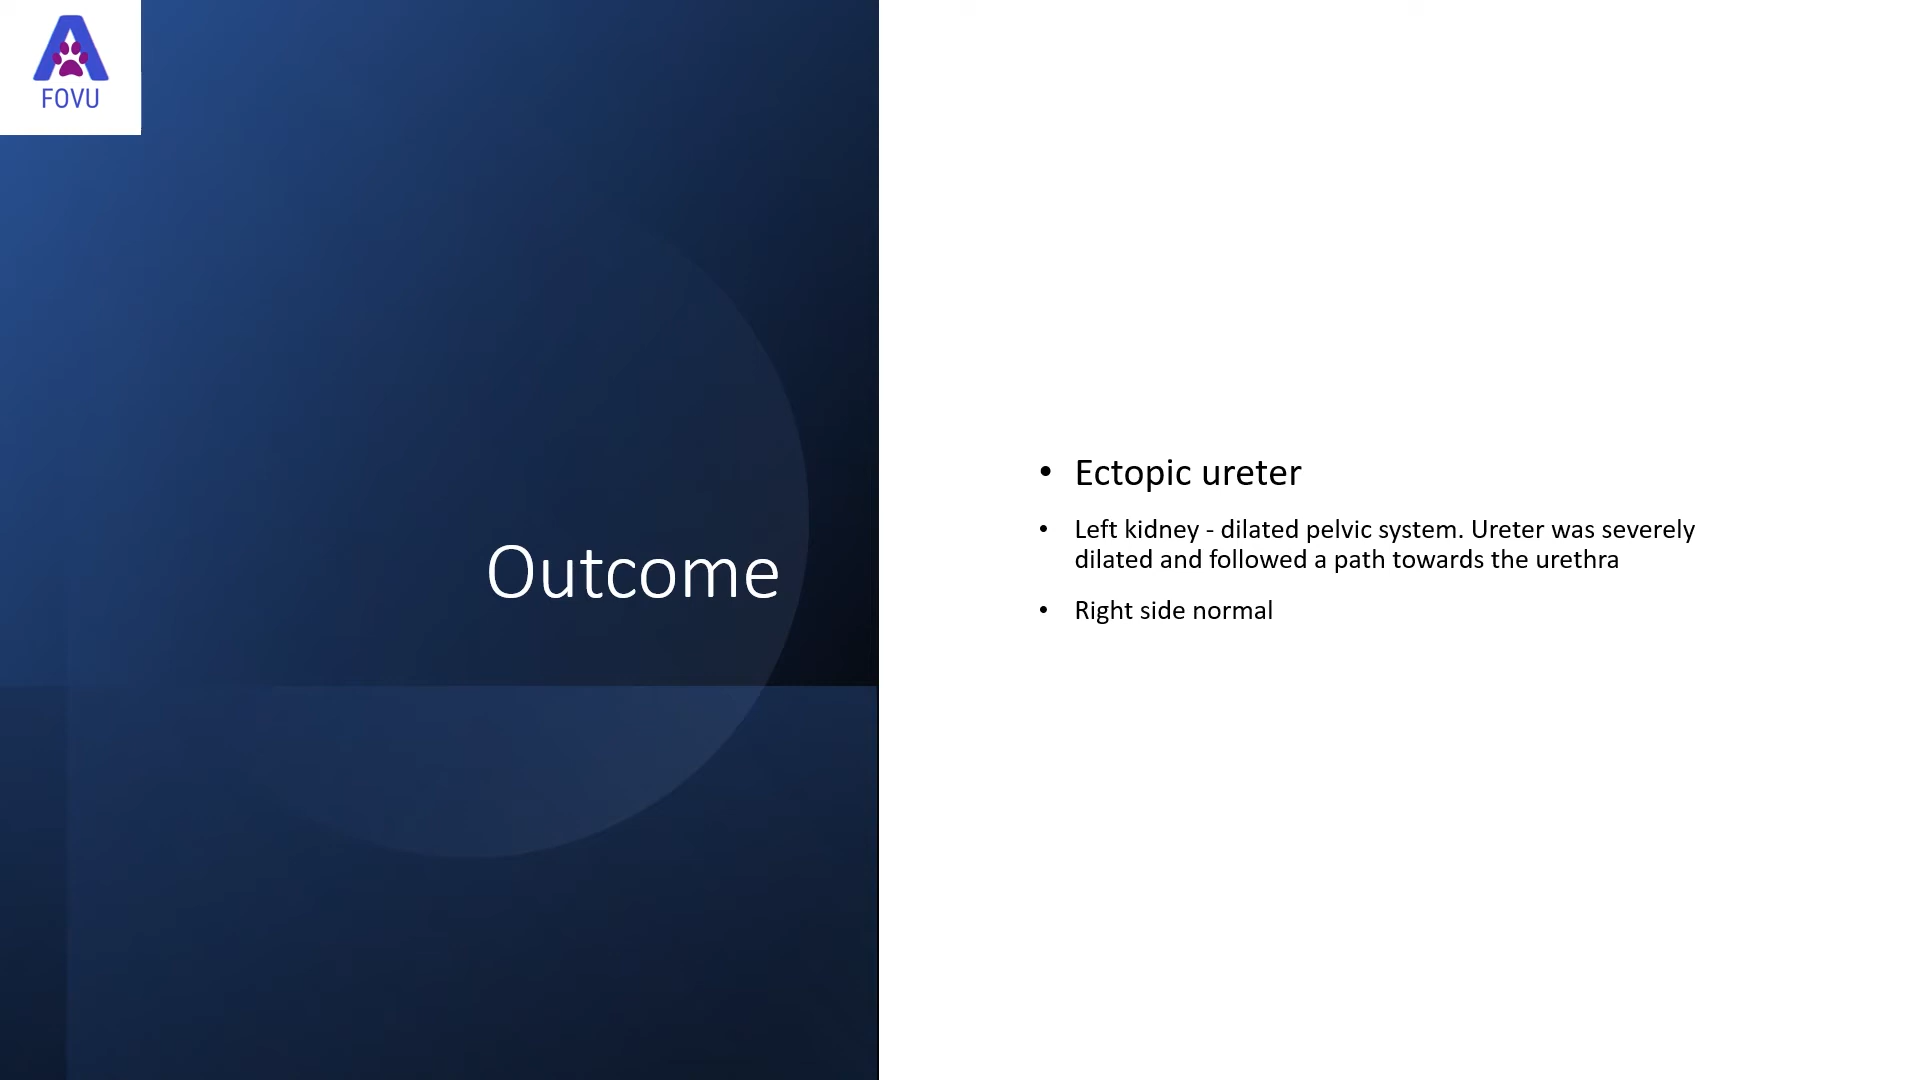 FOVU
Outcome
• Ectopic ureter
• Left kidney - dilated pelvic system. Ureter was severely
dilated and followed a path towards the urethra
• Right side normal